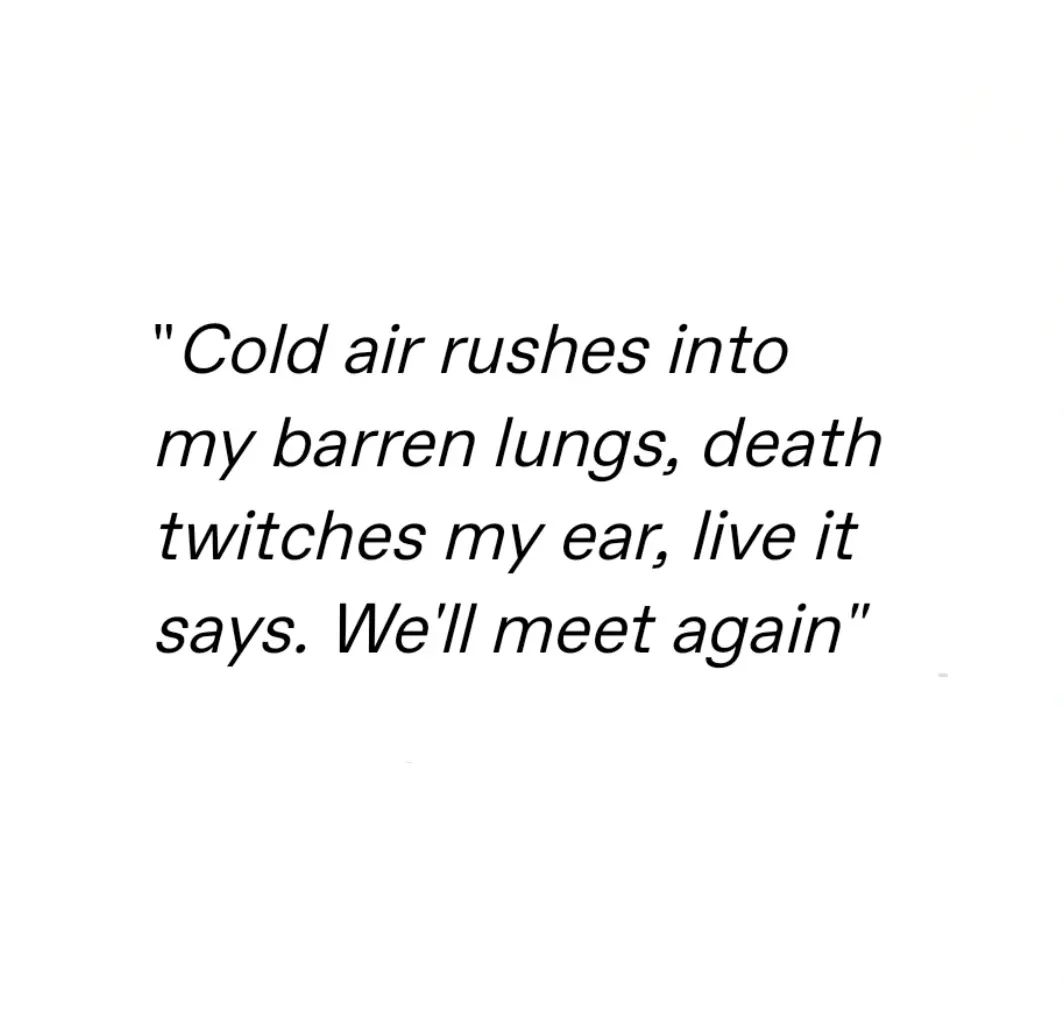 "Cold air rushes into
my barren lungs, death
twitches my ear, live it
says. We'll meet again"